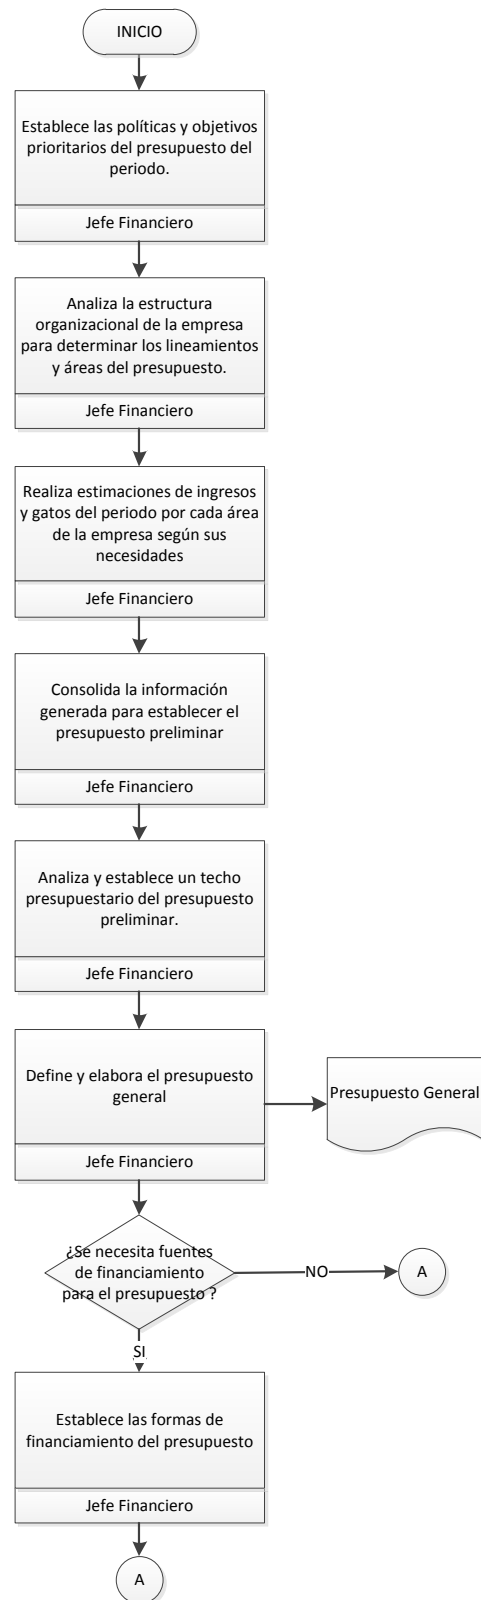 INICIO
Establece las políticas y objetivos
prioritarios del presupuesto del
periodo.
Jefe Financiero
Analiza la estructura
organizacional de la empresa
para determinar los lineamientos
y áreas del presupuesto.
Jefe Financiero
Realiza estimaciones de ingresos
y gatos del periodo por cada área
de la empresa según sus
necesidades
Jefe Financiero
Consolida la información
generada para establecer el
presupuesto preliminar
Jefe Financiero
Analiza y establece un techo
presupuestario del presupuesto
preliminar.
Jefe Financiero
Define y elabora el presupuesto
general
Jefe Financiero
Presupuesto General
¿Se necesita fuentes
de financiamiento
para el presupuesto ?
NO
A
SI
Establece las formas de
financiamiento del presupuesto
Jefe Financiero
A